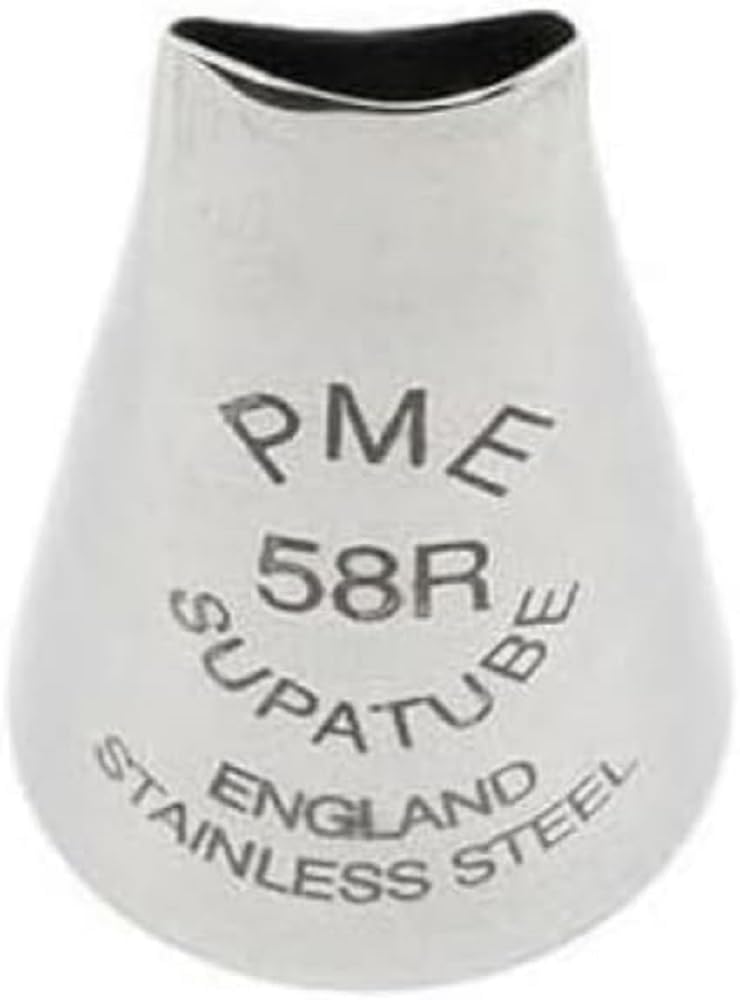 PME
58R
SUPATUBE
ENGLAND
STAINLESS STEEL